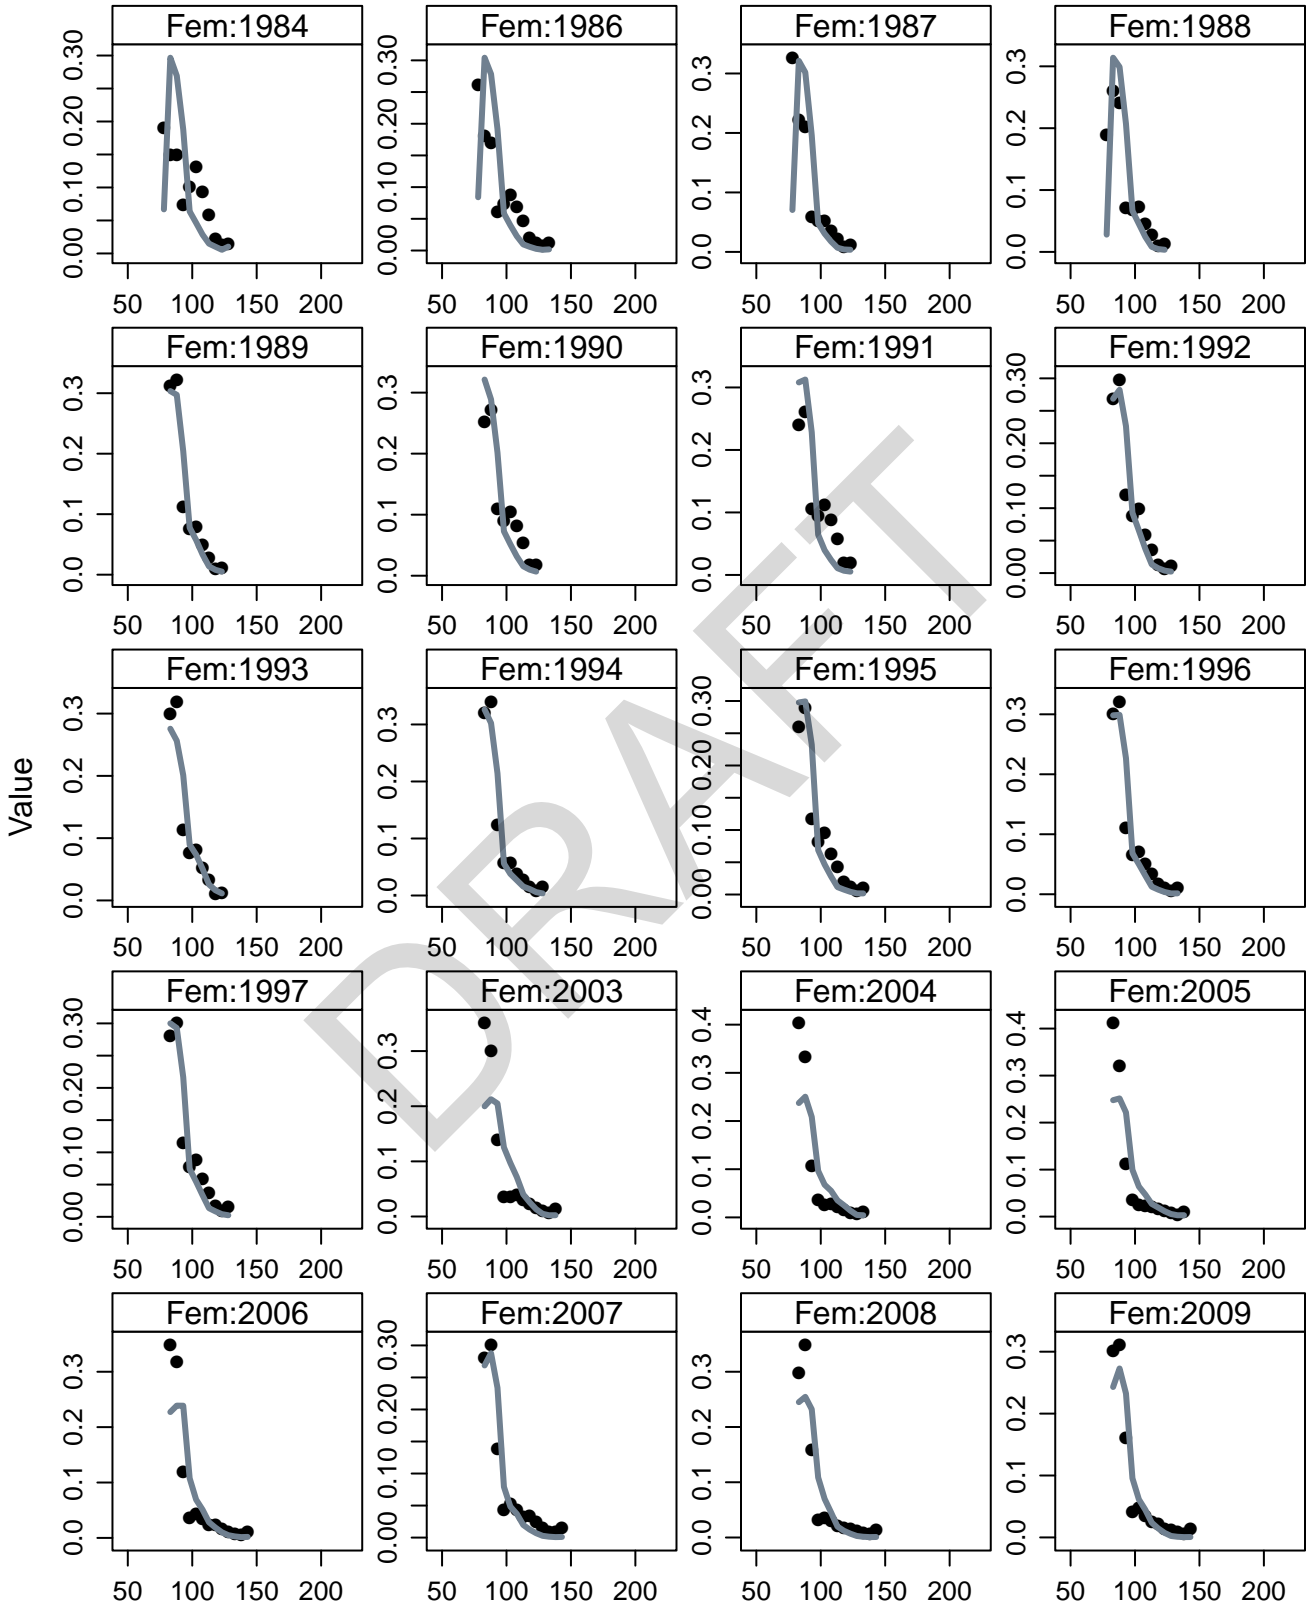 Fem:1984 Fem:1986 Fem:1987 Fem:1988
0.00 0.10 0.20 0.30 0.00 0.10 0.20 0.30 0.0 0.1 0.2 0.3 0.0 0.1 0.2 0.3
50 100 150 200 50 100 150 200 50 100 150 200 50 100 150 200
Fem:1989 Fem:1990 Fem:1991 Fem:1992
0.0 0.1 0.2 0.3 0.0 0.1 0.2 0.3 0.0 0.1 0.2 0.3 0.00 0.10 0.20 0.30
50 100 150 200 50 100 150 200 50 100 150 200 50 100 150 200
Fem:1993 Fem:1994 Fem:1995 Fem:1996
0.0 0.1 0.2 0.3 0.0 0.1 0.2 0.3 0.00 0.10 0.20 0.30 0.0 0.1 0.2 0.3
Value
DRAFT
50 100 150 200 50 100 150 200 50 100 150 200 50 100 150 200
Fem:1997 Fem:2003 Fem:2004 Fem:2005
0.00 0.10 0.20 0.30 0.0 0.1 0.2 0.3 0.0 0.1 0.2 0.3 0.4 0.0 0.1 0.2 0.3 0.4
50 100 150 200 50 100 150 200 50 100 150 200 50 100 150 200
Fem:2006 Fem:2007 Fem:2008 Fem:2009
0.0 0.1 0.2 0.3 0.00 0.10 0.20 0.30 0.0 0.1 0.2 0.3 0.0 0.1 0.2 0.3
50 100 150 200 50 100 150 200 50 100 150 200 50 100 150 200